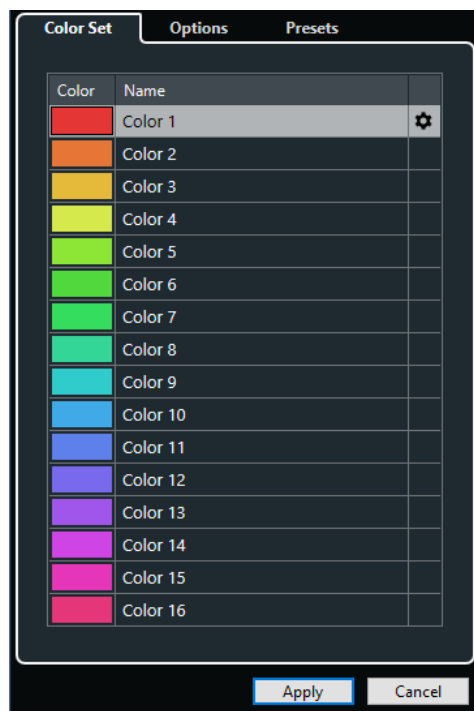 Color Set Options Presets
Color Name
Color 1
Color 2
Color 3
Color 4
Color 5
Color 6
Color 7
Color 8
Color 9
Color 10
Color 11
Color 12
Color 13
Color 14
Color 15
Color 16
Apply Cancel